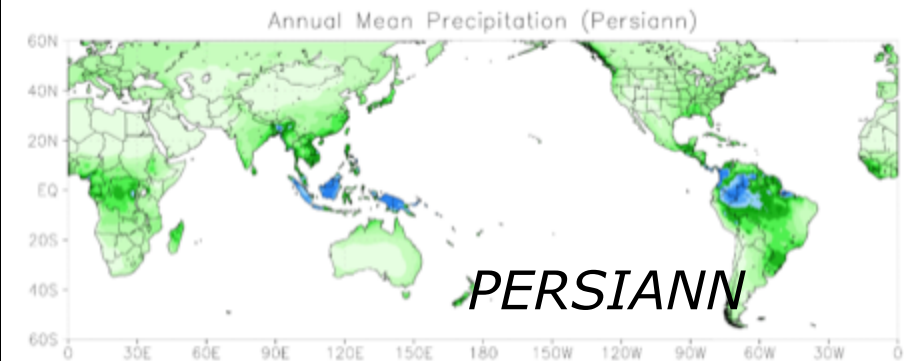 Annual Mean Precipitation (Persiann)
60N
40N
20N
EQ
20S
40S
60S
PERSIANN
0 30E 60E 90E 120E 150E 180 150W 120W 90W 60W 30W 0